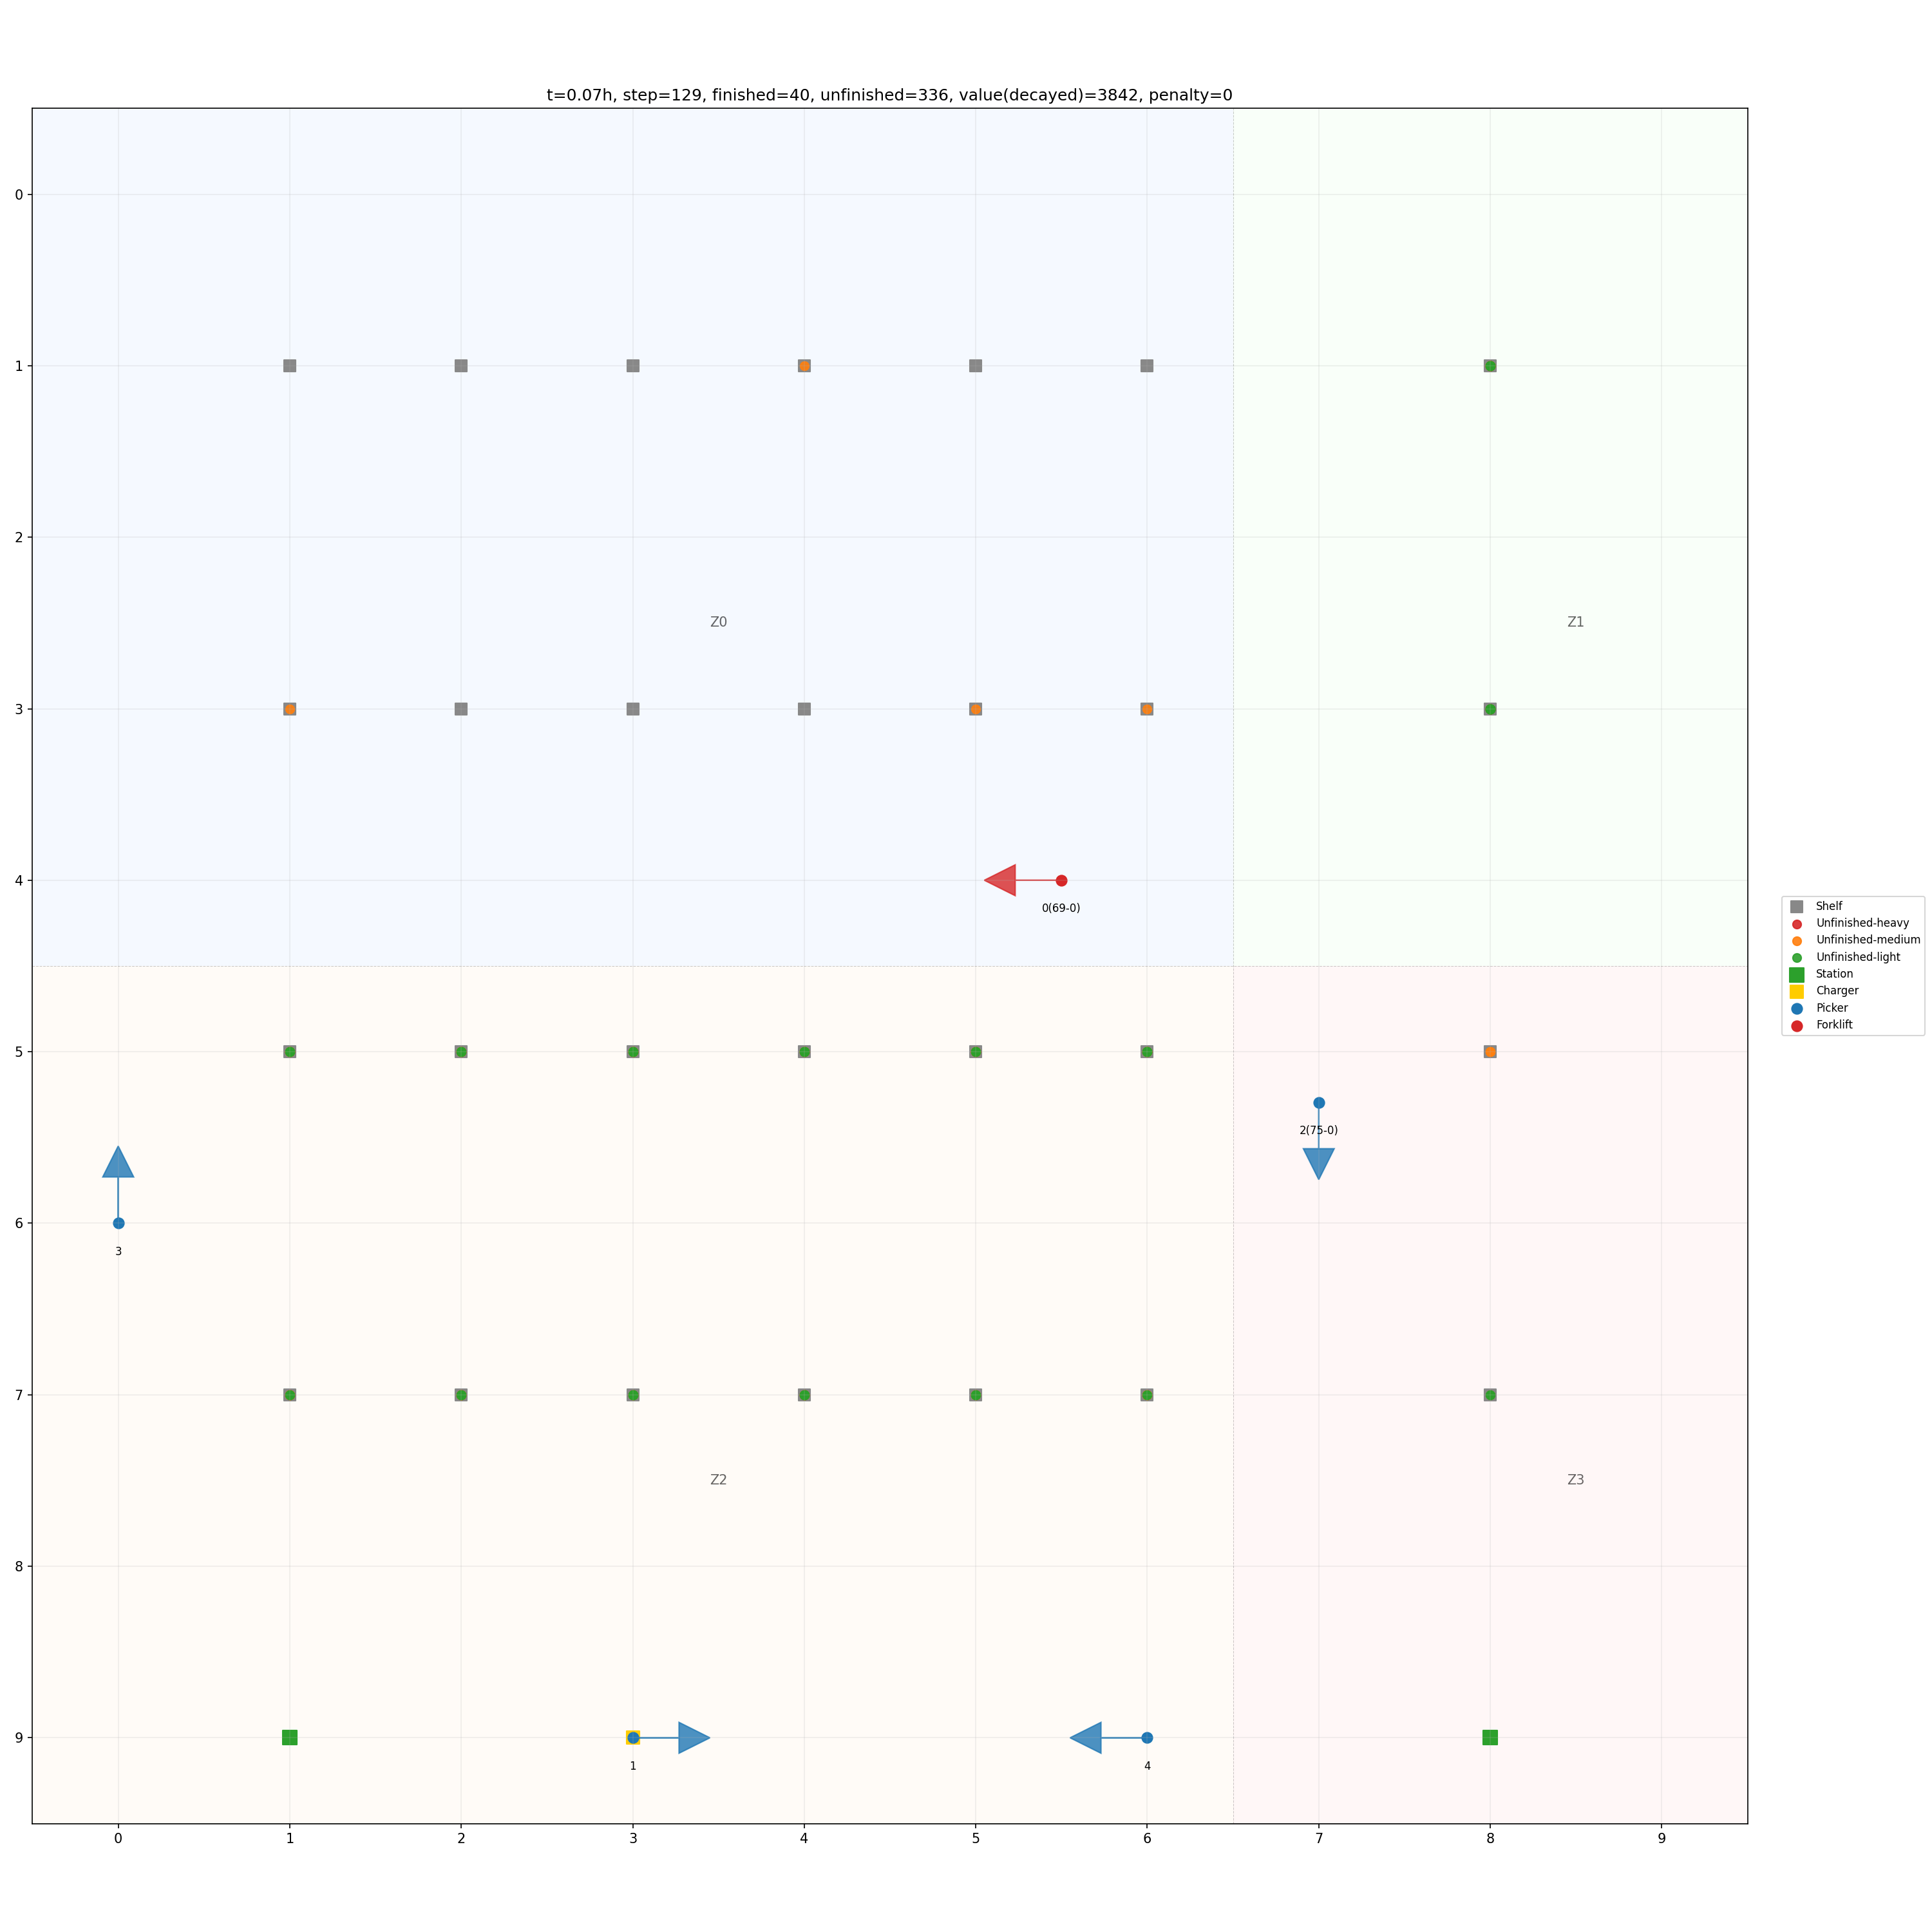 t=0.07h, step=129, finished=40, unfinished=336, value(decayed)=3842, penalty=0
0
1
2
Z0
Z1
3
4
0(69-0)
Shelf
Unfinished-heavy
Unfinished-medium
Unfinished-light
Station
Charger
Picker
Forklift
5
2(75-0)
6
3
7
Z2
Z3
8
9
1
4
0 1 2 3 4 5 6 7 8 9